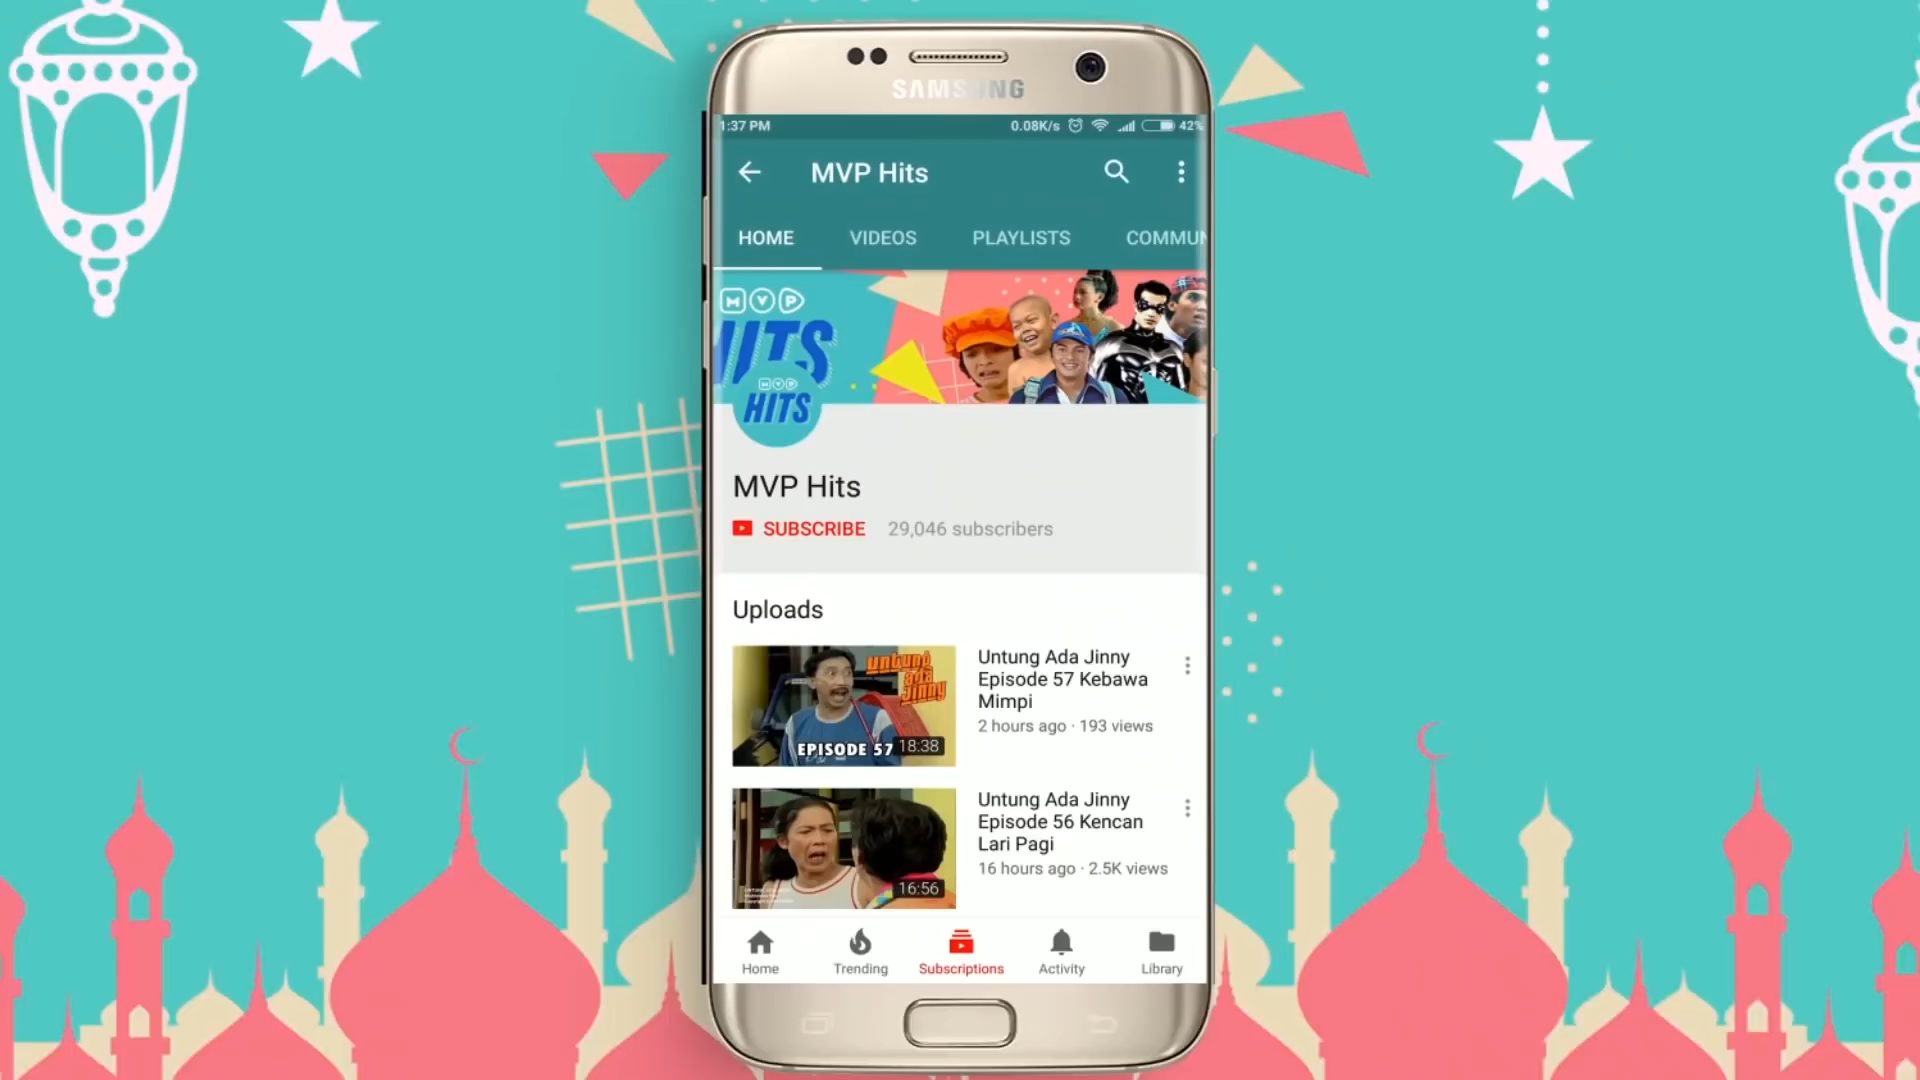 SAMSUNG
1:37 PM
0.08K/s
42%
MVP Hits
HOME
VIDEOS
PLAYLISTS
COMMUN
MVP
HITS
MVP
HITS
MVP Hits
SUBSCRIBE
29,046 subscribers
Uploads
untung
ada
jinny
EPISODE 57
18:38
Untung Ada Jinny
Episode 57 Kebawa
Mimpi
2 hours ago · 193 views
16:56
Untung Ada Jinny
Episode 56 Kencan
Lari Pagi
16 hours ago · 2.5K views
Home
Trending
Subscriptions
Activity
Library